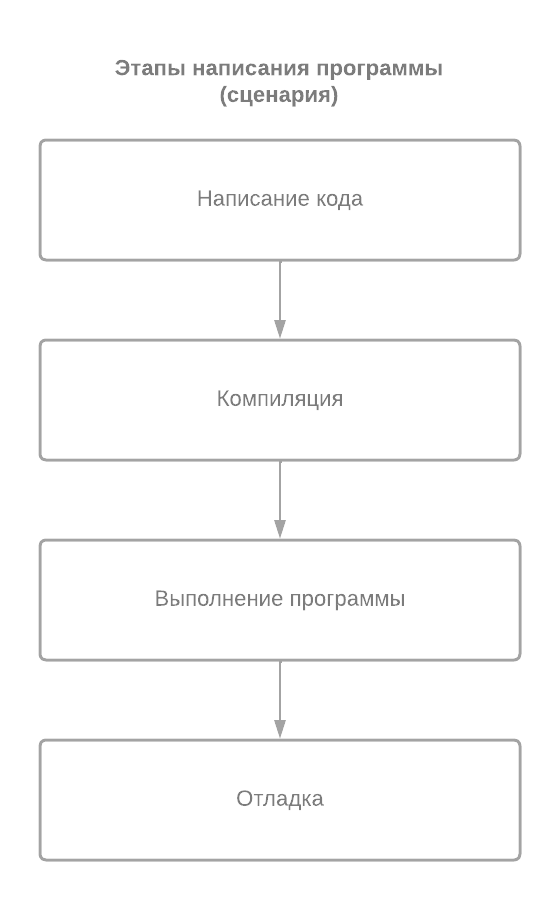 Этапы написания программы
(сценария)
Написание кода
Компиляция
Выполнение программы
Отладка